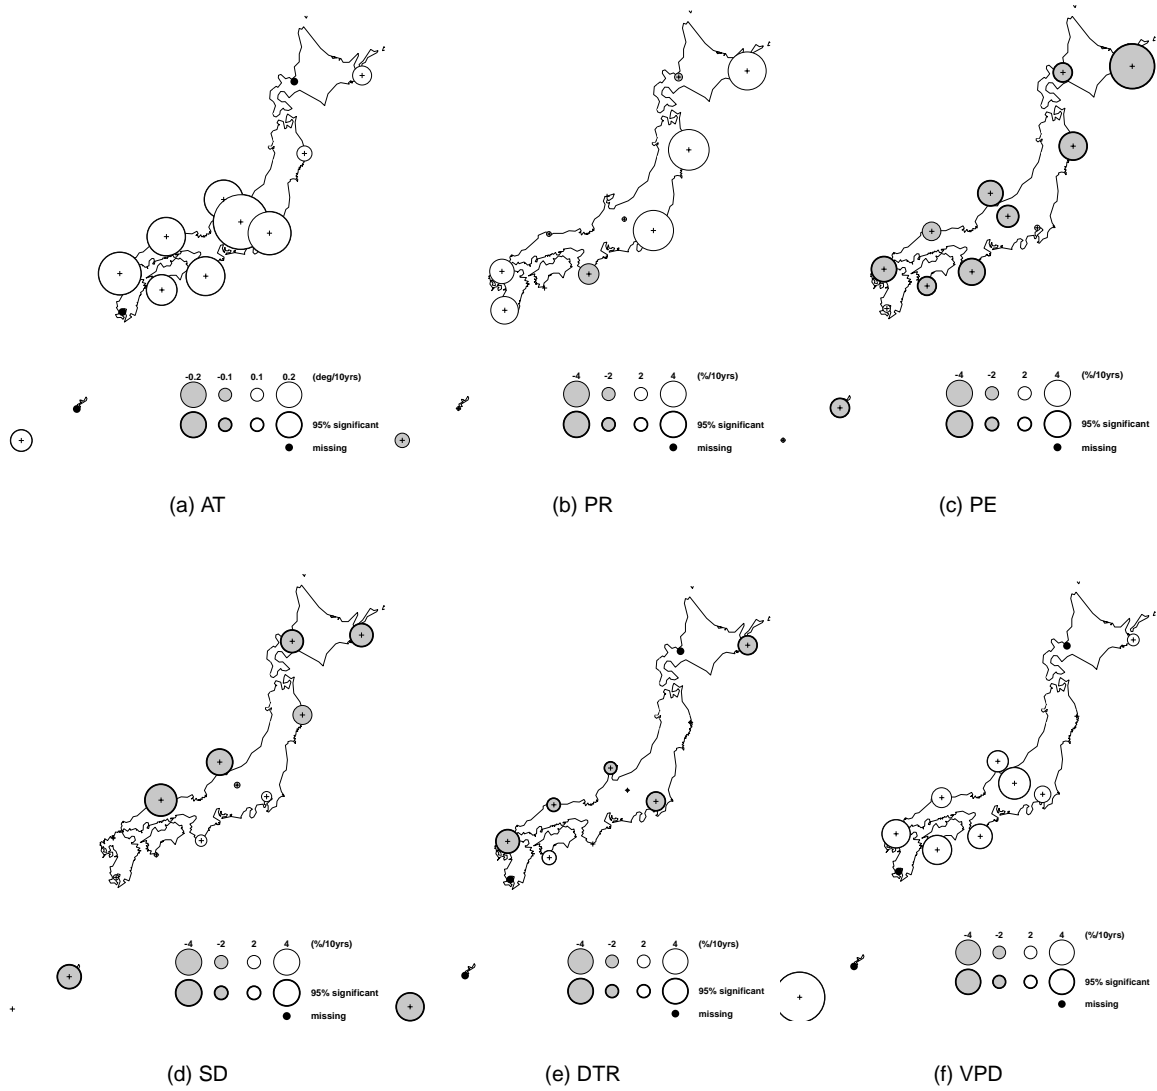 -0.2 -0.1 0.1 0.2 (deg/10yrs)
95% significant
missing
(a) AT
-4 -2 2 4 (%/10yrs)
95% significant
missing
(b) PR
-4 -2 2 4 (%/10yrs)
95% significant
missing
(c) PE
-4 -2 2 4 (%/10yrs)
95% significant
missing
(d) SD
-4 -2 2 4 (%/10yrs)
95% significant
missing
(e) DTR
-4 -2 2 4 (%/10yrs)
95% significant
missing
(f) VPD